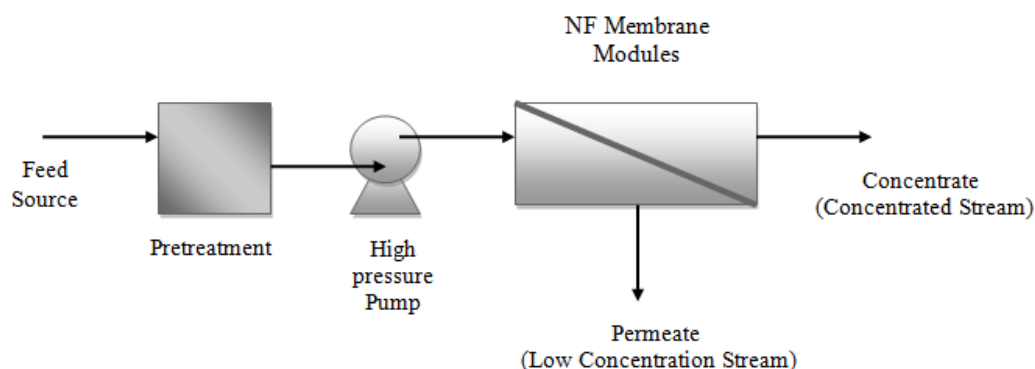 NF Membrane
Modules
Feed
Source
Pretreatment
High
pressure
Pump
Concentrate
(Concentrated Stream)
Permeate
(Low Concentration Stream)